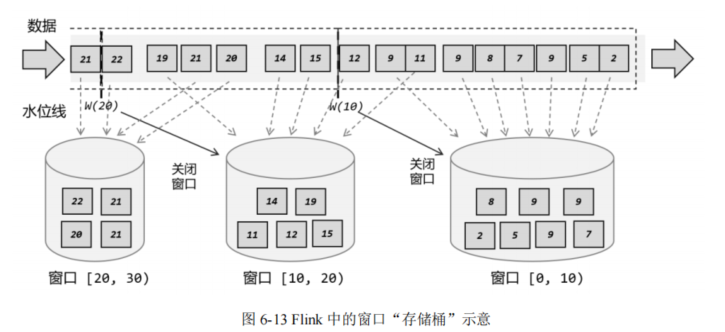 数据
21 22 19 21 20 14 15 12 9 11 9 8 7 9 5 2
水位线 W(20) W(10)
关闭
窗口
关闭
窗口
22 21
20 21
14 19
11 12 15
8 9 9
2 5 9 7
窗口 [20, 30) 窗口 [10, 20) 窗口 [0, 10)
图 6-13 Flink 中的窗口“存储桶”示意